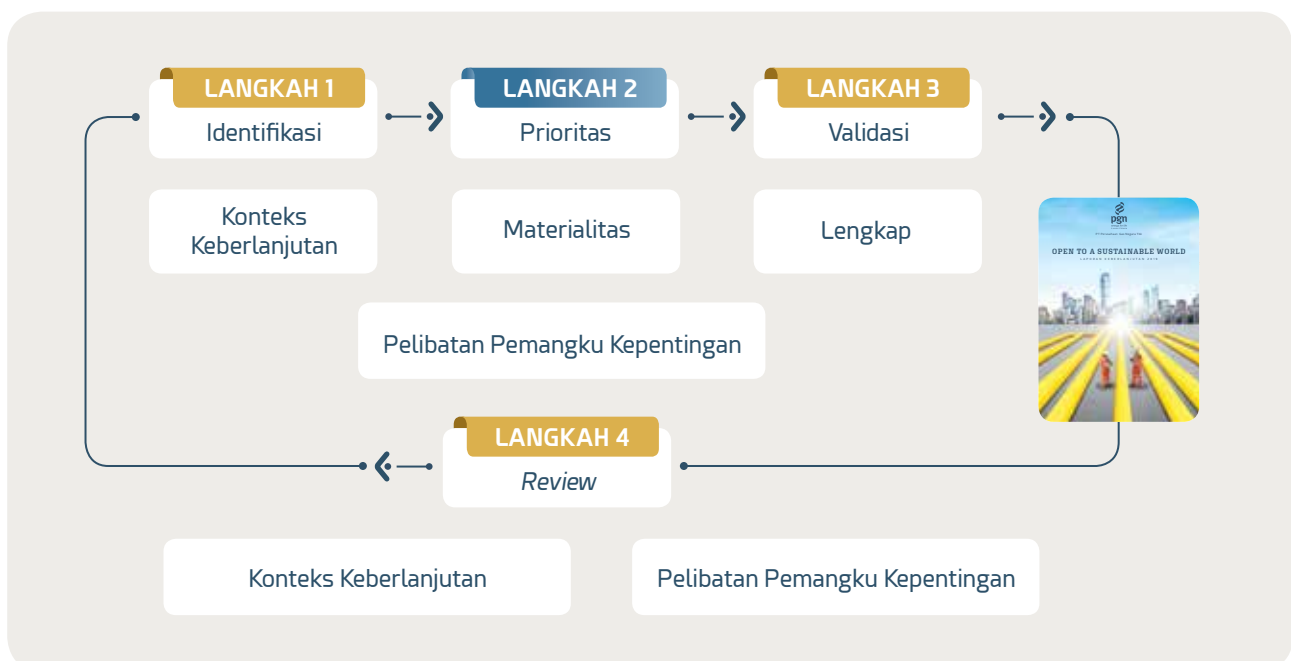 LANGKAH 1
Identifikasi
LANGKAH 2
Prioritas
LANGKAH 3
Validasi
Konteks
Keberlanjutan
Materialitas
Lengkap
pgn
OPEN TO A SUSTAINABLE WORLD
Pelibatan Pemangku Kepentingan
LANGKAH 4
Review
Konteks Keberlanjutan
Pelibatan Pemangku Kepentingan